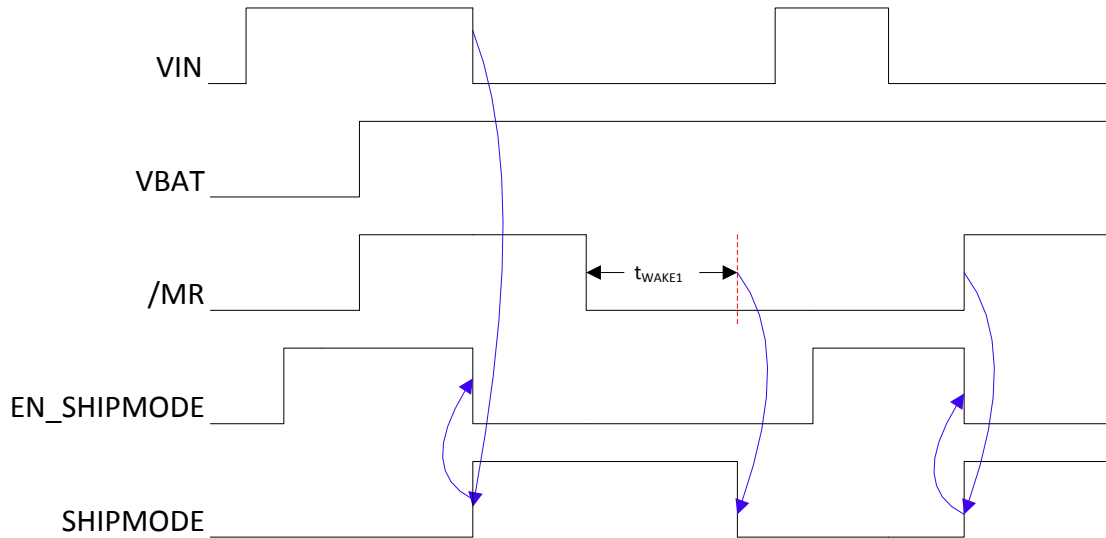 VIN
VBAT
/MR
tWAKE1
EN_SHIPMODE
SHIPMODE